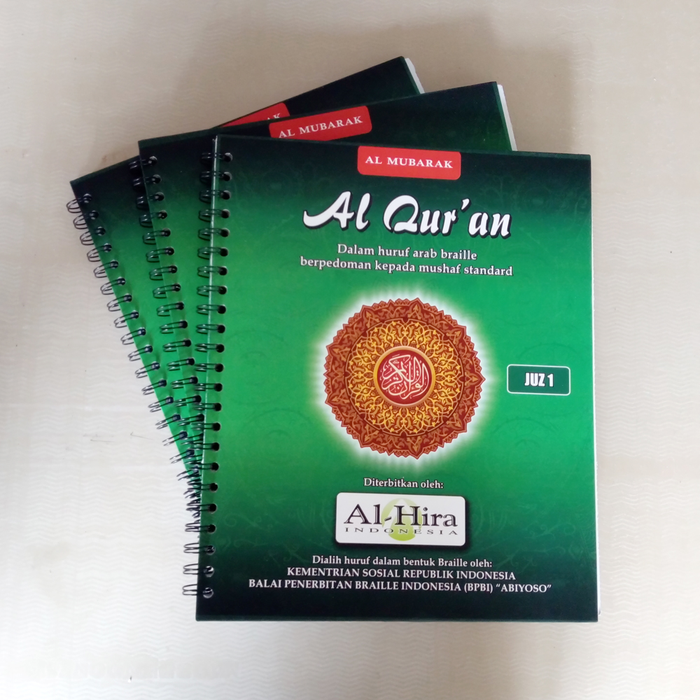 AL MUBARAK
AL MUBARAK
Al Qur'an
Dalam huruf arab braille
berpedoman kepada mushaf standard
القرآن الكريم
JUZ 1
Diterbitkan oleh:
Al-Hira
INDONESIA
Dialih huruf dalam bentuk Braille oleh:
KEMENTRIAN SOSIAL REPUBLIK INDONESIA
BALAI PENERBITAN BRAILLE INDONESIA (BPBI) "ABIYOSO"